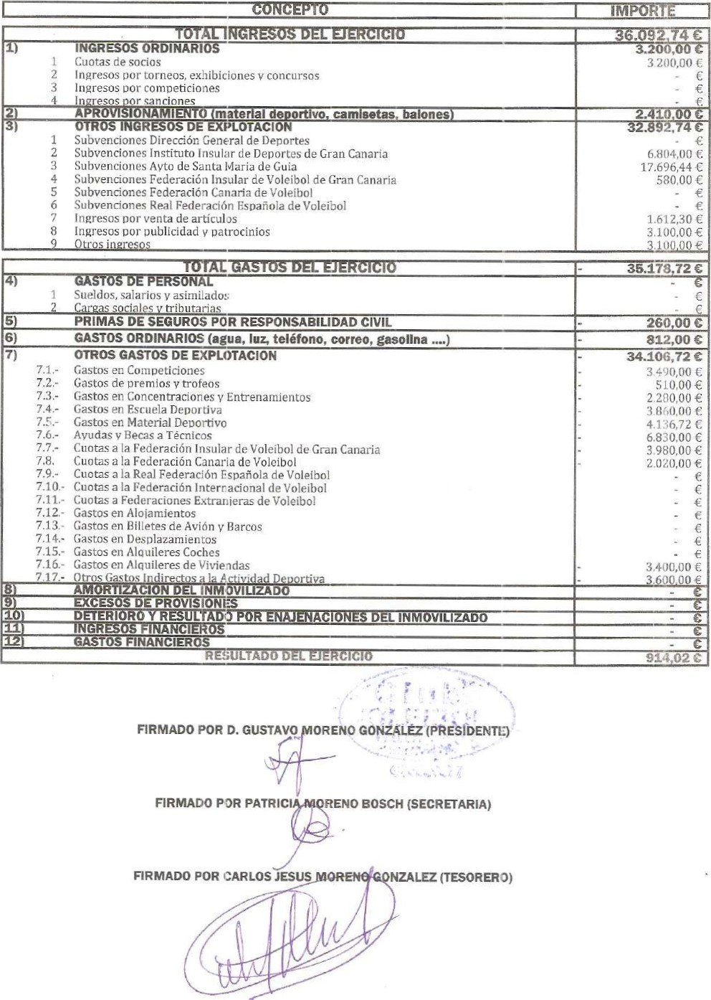 CONCEPTO IMPORTE
TOTAL INGRESOS DEL EJERCICIO 36.092,74 €
1) INGRESOS ORDINARIOS 3.200,00 €
1 Cuotas de socios 3.200,00 €
2 Ingresos por torneos, exhibiciones y concursos - €
3 Ingresos por competiciones - €
4 Ingresos por sanciones - €
2) APROVISIONAMIENTO (material deportivo, camisetas, balones) 2.410,00 €
3) OTROS INGRESOS DE EXPLOTACION 32.892,74 €
1 Subvenciones Dirección General de Deportes - €
2 Subvenciones Instituto Insular de Deportes de Gran Canaria 6.804,00 €
3 Subvenciones Ayto de Santa Maria de Guia 17.696,44 €
4 Subvenciones Federación Insular de Voleibol de Gran Canaria 580,00 €
5 Subvenciones Federación Canaria de Voleibol - €
6 Subvenciones Real Federación Española de Voleibol - €
7 Ingresos por venta de artículos 1.612,30 €
8 Ingresos por publicidad y patrocinios 3.100,00 €
9 Otros ingresos 3.100,00 €
TOTAL GASTOS DEL EJERCICIO - 35.178,72 €
4) GASTOS DE PERSONAL - €
1 Sueldos, salarios y asimilados - €
2 Cargas sociales y tributarias - €
5) PRIMAS DE SEGUROS POR RESPONSABILIDAD CIVIL - 260,00 €
6) GASTOS ORDINARIOS (agua, luz, teléfono, correo, gasolina ....) - 812,00 €
7) OTROS GASTOS DE EXPLOTACION - 34.106,72 €
7.1.- Gastos en Competiciones - 3.490,00 €
7.2.- Gastos de premios y trofeos - 510,00 €
7.3.- Gastos en Concentraciones y Entrenamientos - 2.280,00 €
7.4.- Gastos en Escuela Deportiva - 3.860,00 €
7.5.- Gastos en Material Deportivo - 4.136,72 €
7.6.- Ayudas y Becas a Técnicos - 6.830,00 €
7.7.- Cuotas a la Federación Insular de Voleibol de Gran Canaria - 3.980,00 €
7.8. Cuotas a la Federación Canaria de Voleibol - 2.020,00 €
7.9.- Cuotas a la Real Federación Española de Voleibol - €
7.10.- Cuotas a la Federación Internacional de Voleibol - €
7.11.- Cuotas a Federaciones Extranjeras de Voleibol - €
7.12.- Gastos en Alojamientos - €
7.13.- Gastos en Billetes de Avión y Barcos - €
7.14.- Gastos en Desplazamientos - €
7.15.- Gastos en Alquileres Coches - €
7.16.- Gastos en Alquileres de Viviendas - 3.400,00 €
7.17.- Otros Gastos Indirectos a la Actividad Deportiva - 3.600,00 €
8) AMORTIZACION DEL INMOVILIZADO - €
9) EXCESOS DE PROVISIONES - €
10) DETERIORO Y RESULTADO POR ENAJENACIONES DEL INMOVILIZADO - €
11) INGRESOS FINANCIEROS - €
12) GASTOS FINANCIEROS - €
RESULTADO DEL EJERCICIO 914,02 €
FIRMADO POR D. GUSTAVO MORENO GONZÁLEZ (PRESIDENTE)
FIRMADO POR PATRICIA MORENO BOSCH (SECRETARIA)
FIRMADO POR CARLOS JESUS MORENO GONZALEZ (TESORERO)